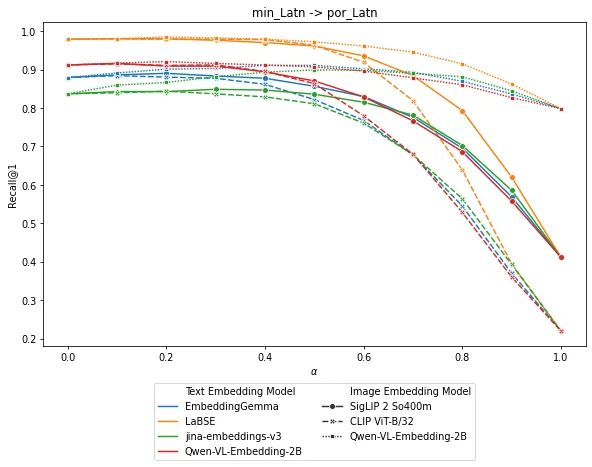 min_Latn -> por_Latn
Recall@1
1.0
0.9
0.8
0.7
0.6
0.5
0.4
0.3
0.2
0.0 0.2 0.4 0.6 0.8 1.0
α
Text Embedding Model
EmbeddingGemma
LaBSE
jina-embeddings-v3
Qwen-VL-Embedding-2B
Image Embedding Model
SigLIP 2 So400m
CLIP ViT-B/32
Qwen-VL-Embedding-2B